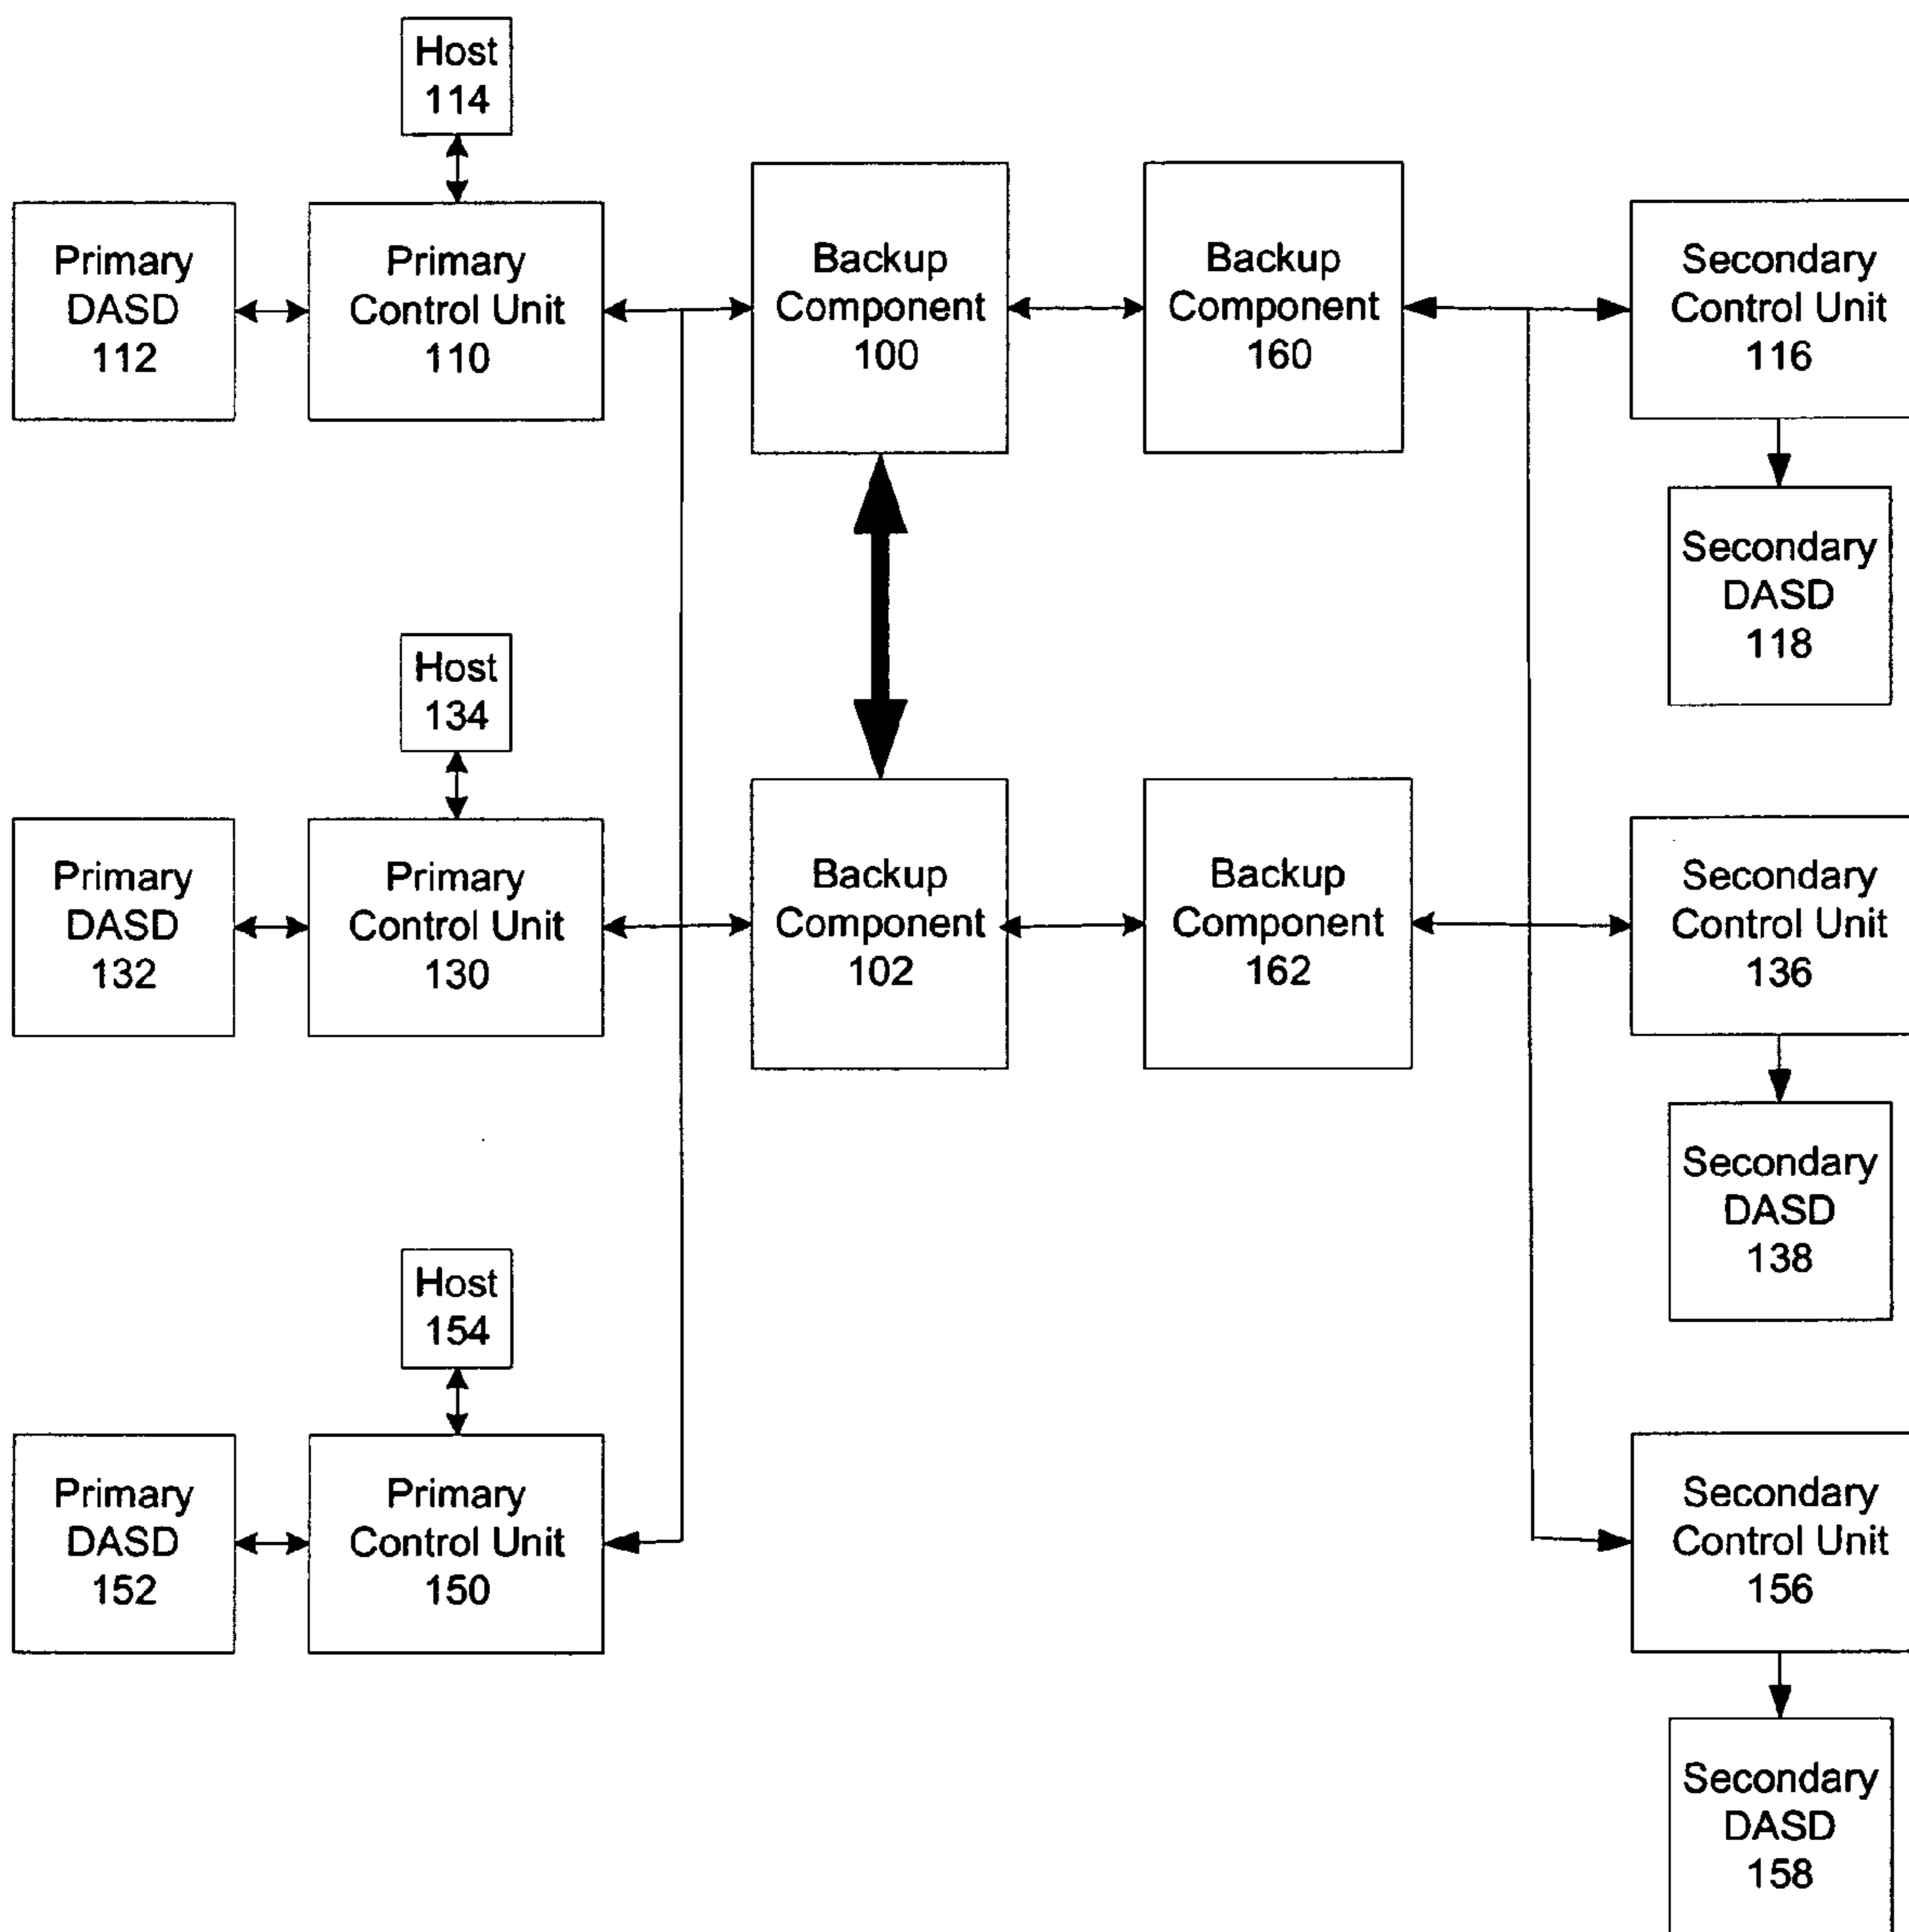 Host
114
Primary
DASD
112
Primary
Control Unit
110
Backup
Component
100
Backup
Component
160
Secondary
Control Unit
116
Secondary
DASD
118
Host
134
Primary
DASD
132
Primary
Control Unit
130
Backup
Component
102
Backup
Component
162
Secondary
Control Unit
136
Secondary
DASD
138
Host
154
Primary
DASD
152
Primary
Control Unit
150
Secondary
Control Unit
156
Secondary
DASD
158